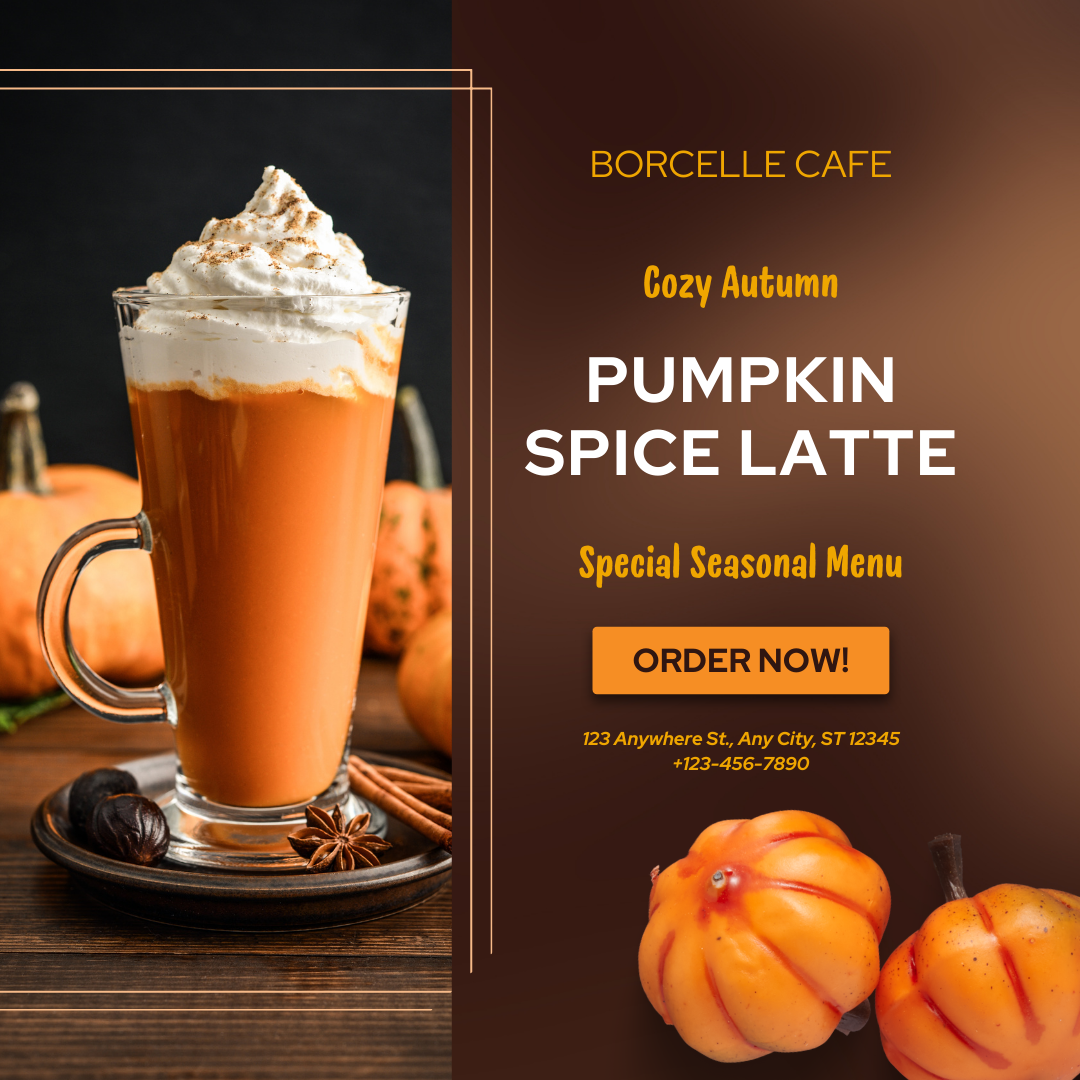 BORCELLE CAFE
Cozy Autumn
PUMPKIN
SPICE LATTE
Special Seasonal Menu
ORDER NOW!
123 Anywhere St., Any City, ST 12345
+123-456-7890